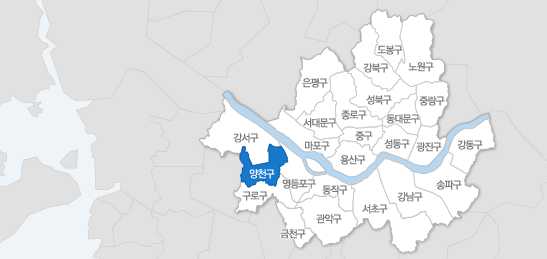 도봉구
강북구
노원구
은평구
성북구
중랑구
종로구
서대문구
동대문구
강서구
중구
마포구
성동구
광진구
강동구
용산구
양천구
영등포구
동작구
송파구
구로구
강남구
서초구
관악구
금천구